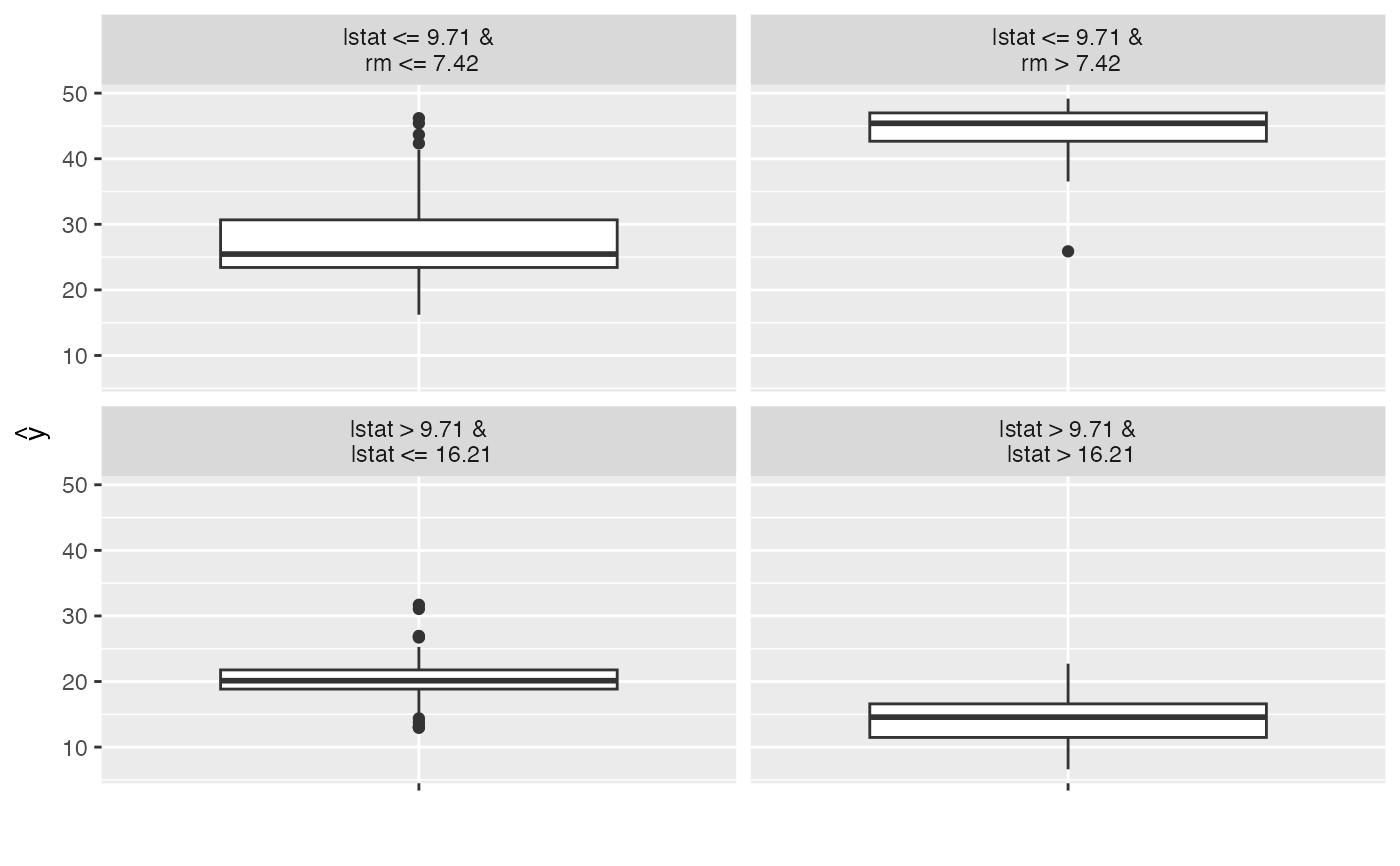 lstat <= 9.71 &
rm <= 7.42
lstat <= 9.71 &
rm > 7.42
50
40
30
20
10
ŷ
lstat > 9.71 &
lstat <= 16.21
lstat > 9.71 &
lstat > 16.21
50
40
30
20
10